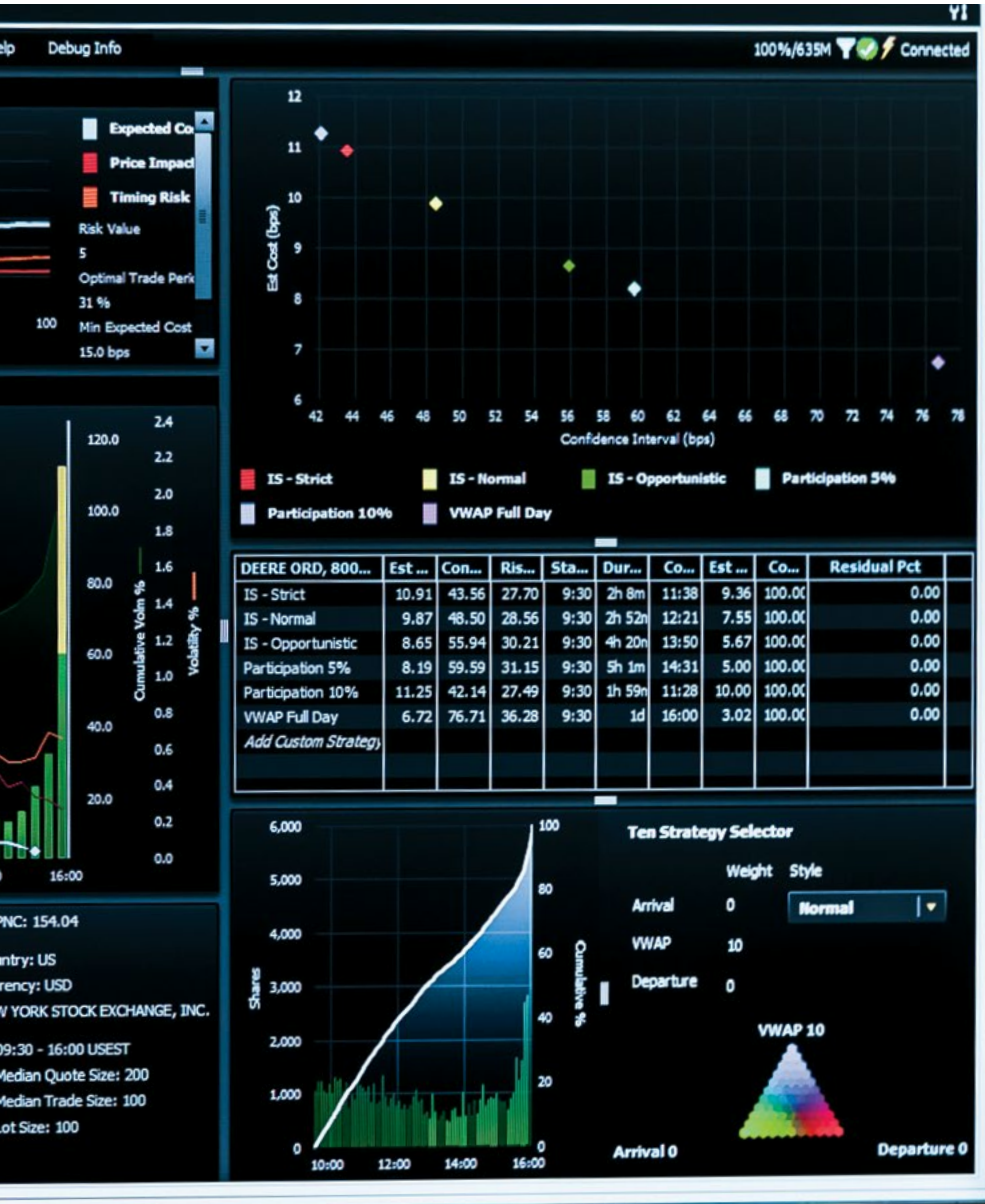 elp Debug Info
100%/635M Connected
Expected Co
Price Impact
Timing Risk
Risk Value
5
Optimal Trade Peri
31 %
Min Expected Cost
15.0 bps
100
12
11
10
9
8
7
6
Est Cost (bps)
42 44 46 48 50 52 54 56 58 60 62 64 66 68 70 72 74 76 78
Confidence Interval (bps)
IS - Strict IS - Normal IS - Opportunistic Participation 5%
Participation 10% VWAP Full Day
120.0
100.0
80.0
60.0
40.0
20.0
Cumulative Volm %
2.4
2.2
2.0
1.8
1.6
1.4
1.2
1.0
0.8
0.6
0.4
0.2
0.0
Volatility %
16:00
DEERE ORD, 800... Est ... Con... Ris... Sta... Dur... Co... Est ... Co... Residual Pct
IS - Strict 10.91 43.56 27.70 9:30 2h 8m 11:38 9.36 100.00 0.00
IS - Normal 9.87 48.50 28.56 9:30 2h 52m 12:21 7.55 100.00 0.00
IS - Opportunistic 8.65 55.94 30.21 9:30 4h 20m 13:50 5.67 100.00 0.00
Participation 5% 8.19 59.59 31.15 9:30 5h 1m 14:31 5.00 100.00 0.00
Participation 10% 11.25 42.14 27.49 9:30 1h 59m 11:28 10.00 100.00 0.00
VWAP Full Day 6.72 76.71 36.28 9:30 1d 16:00 3.02 100.00 0.00
Add Custom Strategy
PNC: 154.04
untry: US
rency: USD
W YORK STOCK EXCHANGE, INC.
09:30 - 16:00 USEST
Median Quote Size: 200
Median Trade Size: 100
Lot Size: 100
6,000
5,000
4,000
3,000
2,000
1,000
0
Shares
100
80
60
40
20
0
Cumulative %
10:00 12:00 14:00 16:00
Ten Strategy Selector
Weight Style
Arrival 0 Normal
VWAP 10
Departure 0
VWAP 10
Arrival 0 Departure 0